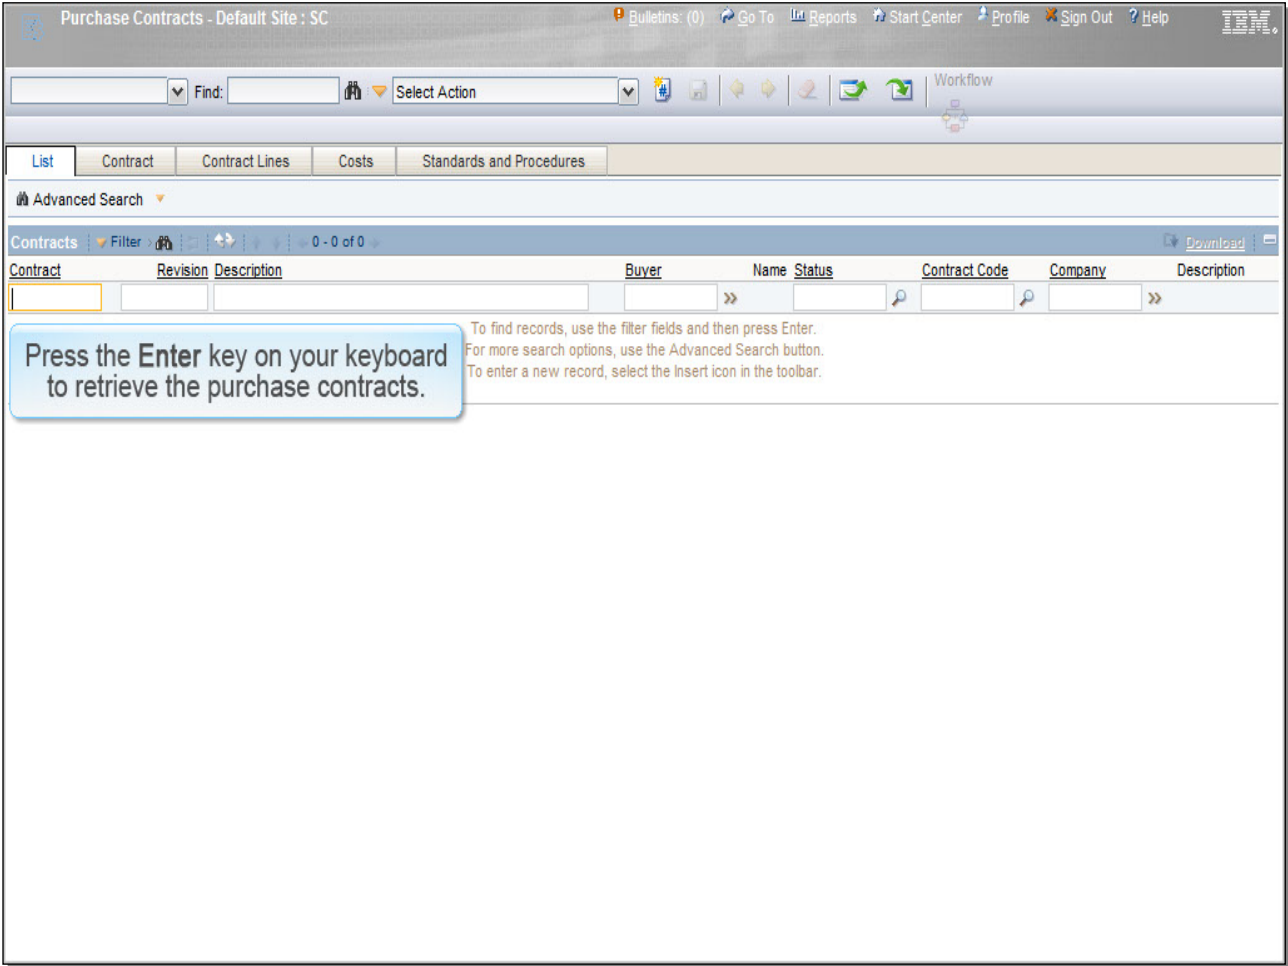 Purchase Contracts - Default Site : SC
Bulletins: (0) Go To Reports Start Center Profile Sign Out ? Help
IBM.
Find: Select Action Workflow
List Contract Contract Lines Costs Standards and Procedures
Advanced Search
Contracts Filter 0 - 0 of 0 Download
Contract Revision Description Buyer Name Status Contract Code Company Description
To find records, use the filter fields and then press Enter.
For more search options, use the Advanced Search button.
To enter a new record, select the Insert icon in the toolbar.
Press the Enter key on your keyboard
to retrieve the purchase contracts.